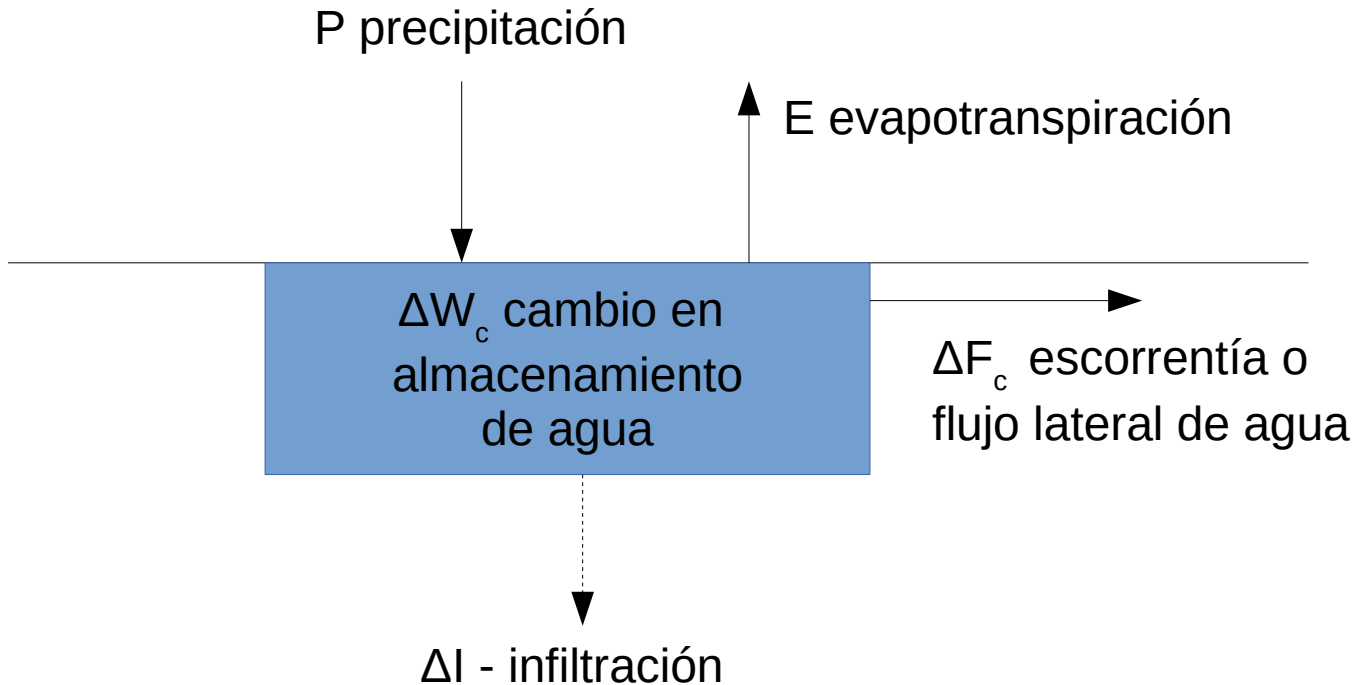 P precipitación
E evapotranspiración
ΔWc cambio en
almacenamiento
de agua
ΔFc escorrentía o
flujo lateral de agua
ΔI - infiltración